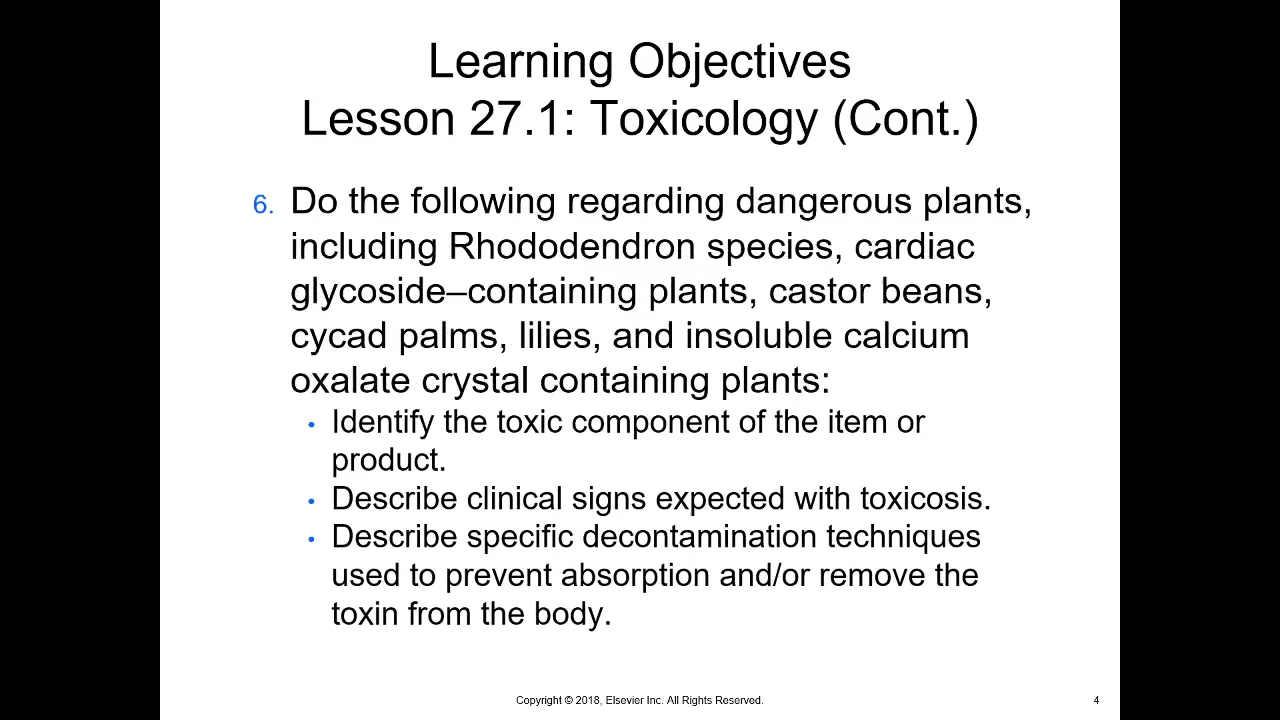 Learning Objectives
Lesson 27.1: Toxicology (Cont.)
6. Do the following regarding dangerous plants,
including Rhododendron species, cardiac
glycoside–containing plants, castor beans,
cycad palms, lilies, and insoluble calcium
oxalate crystal containing plants:
• Identify the toxic component of the item or
product.
• Describe clinical signs expected with toxicosis.
• Describe specific decontamination techniques
used to prevent absorption and/or remove the
toxin from the body.
Copyright © 2018, Elsevier Inc. All Rights Reserved.
4